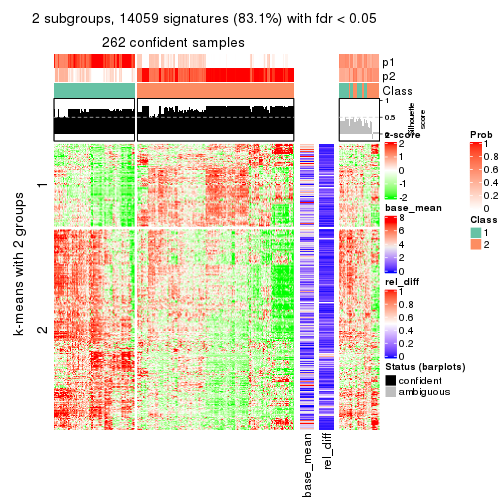 2 subgroups, 14059 signatures (83.1%) with fdr < 0.05
262 confident samples
p1
p2
Class
1
0.5
0
Silhouette
score
k-means with 2 groups
1
2
base_mean
rel_diff
z-score
2
1
0
-1
-2
base_mean
8
6
4
2
0
rel_diff
1
0.8
0.6
0.4
0.2
0
Status (barplots)
confident
ambiguous
Prob
1
0.8
0.6
0.4
0.2
0
Class
1
2